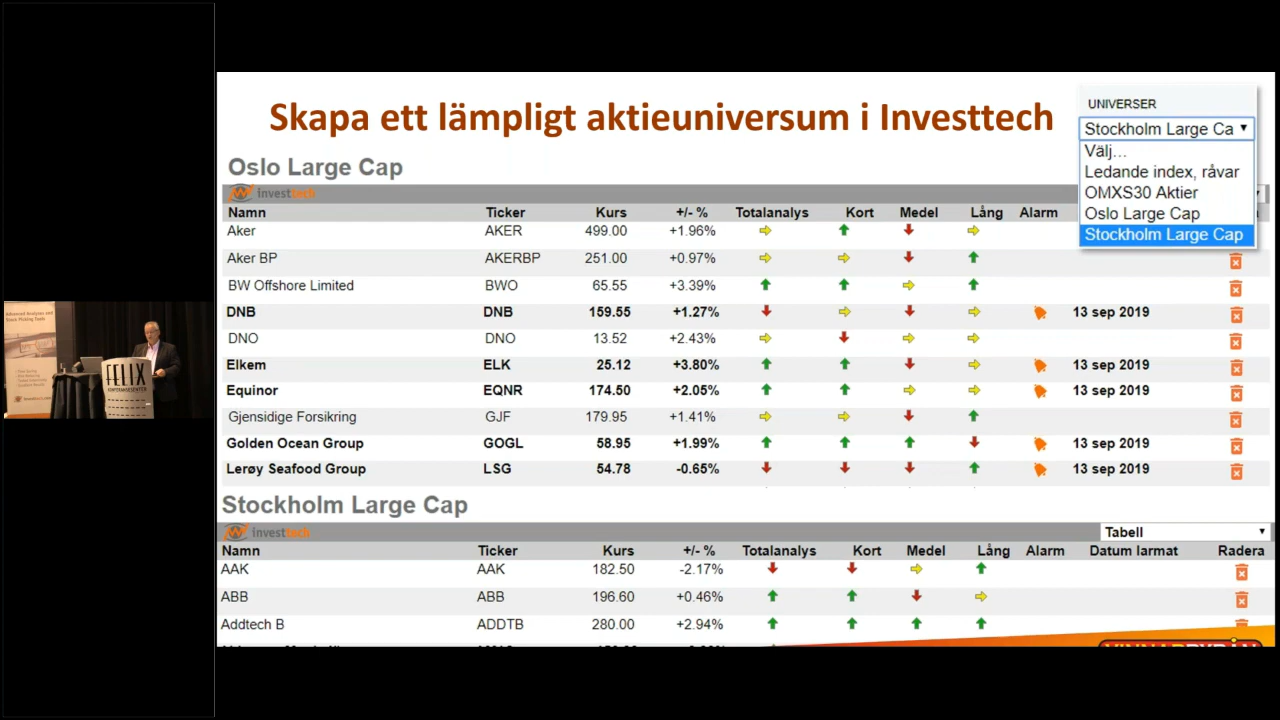 Skapa ett lämpligt aktieuniversum i Investtech
UNIVERSER
Stockholm Large Ca
Välj...
Ledande index, råvar
OMXS30 Aktier
Oslo Large Cap
Stockholm Large Cap
Oslo Large Cap
investtech
Namn Ticker Kurs +/- % Totalanalys Kort Medel Lång Alarm
Aker AKER 499.00 +1.96%
Aker BP AKERBP 251.00 +0.97%
BW Offshore Limited BWO 65.55 +3.39%
DNB DNB 159.55 +1.27% 13 sep 2019
DNO DNO 13.52 +2.43%
Elkem ELK 25.12 +3.80% 13 sep 2019
Equinor EQNR 174.50 +2.05% 13 sep 2019
Gjensidige Forsikring GJF 179.95 +1.41%
Golden Ocean Group GOGL 58.95 +1.99% 13 sep 2019
Lerøy Seafood Group LSG 54.78 -0.65% 13 sep 2019
Stockholm Large Cap
investtech
Tabell
Namn Ticker Kurs +/- % Totalanalys Kort Medel Lång Alarm Datum larmat Radera
AAK AAK 182.50 -2.17%
ABB ABB 196.60 +0.46%
Addtech B ADDTB 280.00 +2.94%
Advanced Analyses and
Stock Picking Tools
FELIX
KONFERANSESENTER